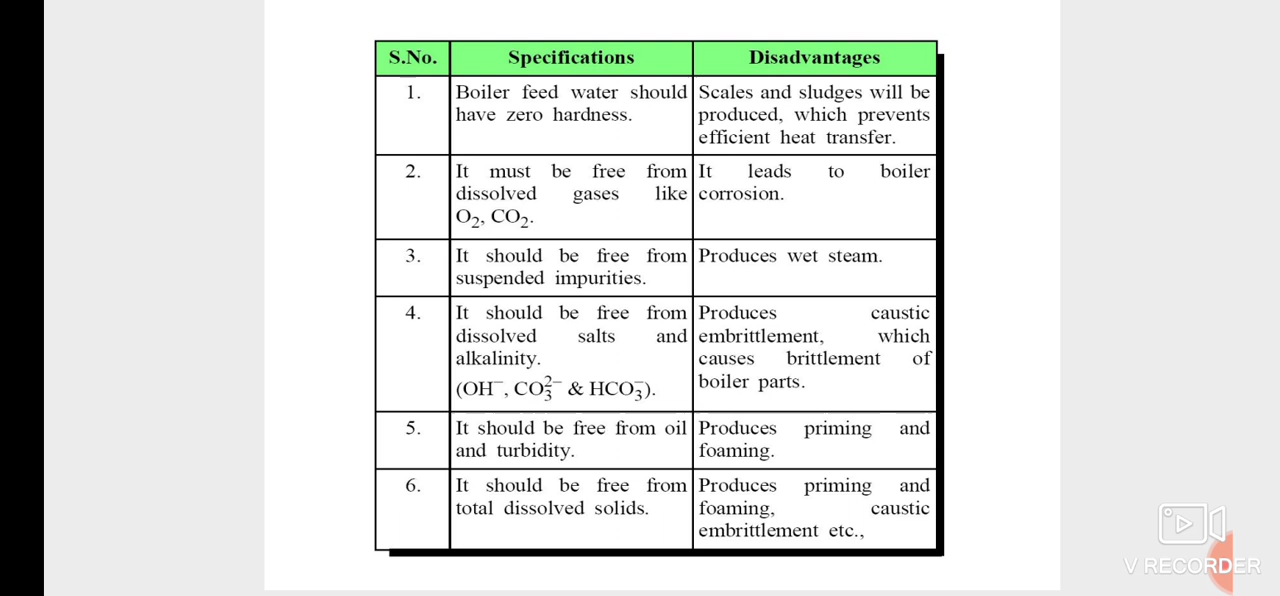 S.No. Specifications Disadvantages
1. Boiler feed water should Scales and sludges will be
have zero hardness. produced, which prevents
efficient heat transfer.
2. It must be free from It leads to boiler
dissolved gases like corrosion.
O₂, CO₂.
3. It should be free from Produces wet steam.
suspended impurities.
4. It should be free from Produces caustic
dissolved salts and embrittlement, which
alkalinity. causes brittlement of
(OH⁻, CO₃²⁻ & HCO₃⁻). boiler parts.
5. It should be free from oil Produces priming and
and turbidity. foaming.
6. It should be free from Produces priming and
total dissolved solids. foaming, caustic
embrittlement etc.,
V RECORDER